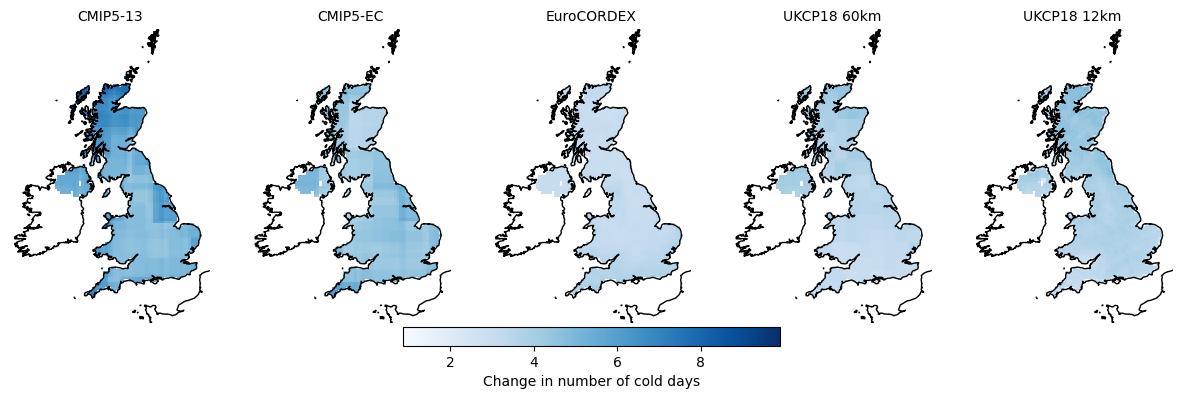 CMIP5-13 CMIP5-EC EuroCORDEX UKCP18 60km UKCP18 12km
2 4 6 8
Change in number of cold days